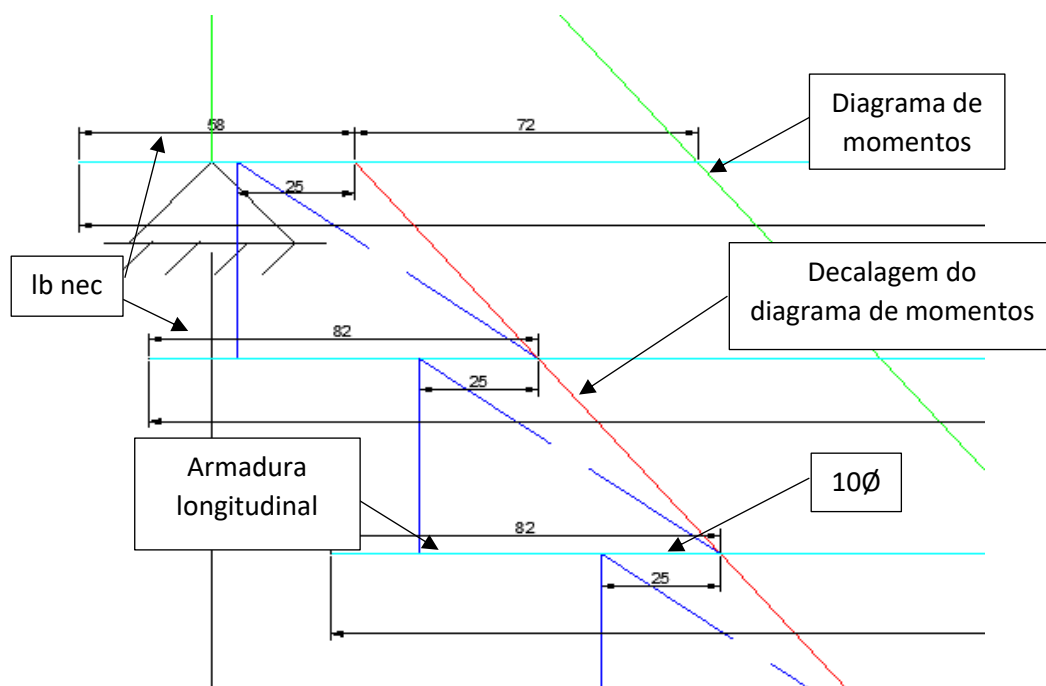 Diagrama de
momentos
58
72
25
lb nec
Decalagem do
diagrama de momentos
82
25
Armadura
longitudinal
10Ø
82
25